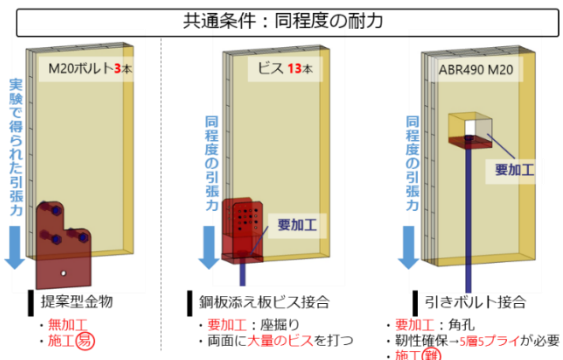 共通条件：同程度の耐力
M20ボルト3本
実験で得られた引張力
提案型金物
・無加工
・施工易
ビス 13本
同程度の引張力
要加工
鋼板添え板ビス接合
・要加工：座掘り
・両面に大量のビスを打つ
ABR490 M20
同程度の引張力
要加工
引きボルト接合
・要加工：角孔
・靭性確保→5層5プライが必要
・施工難